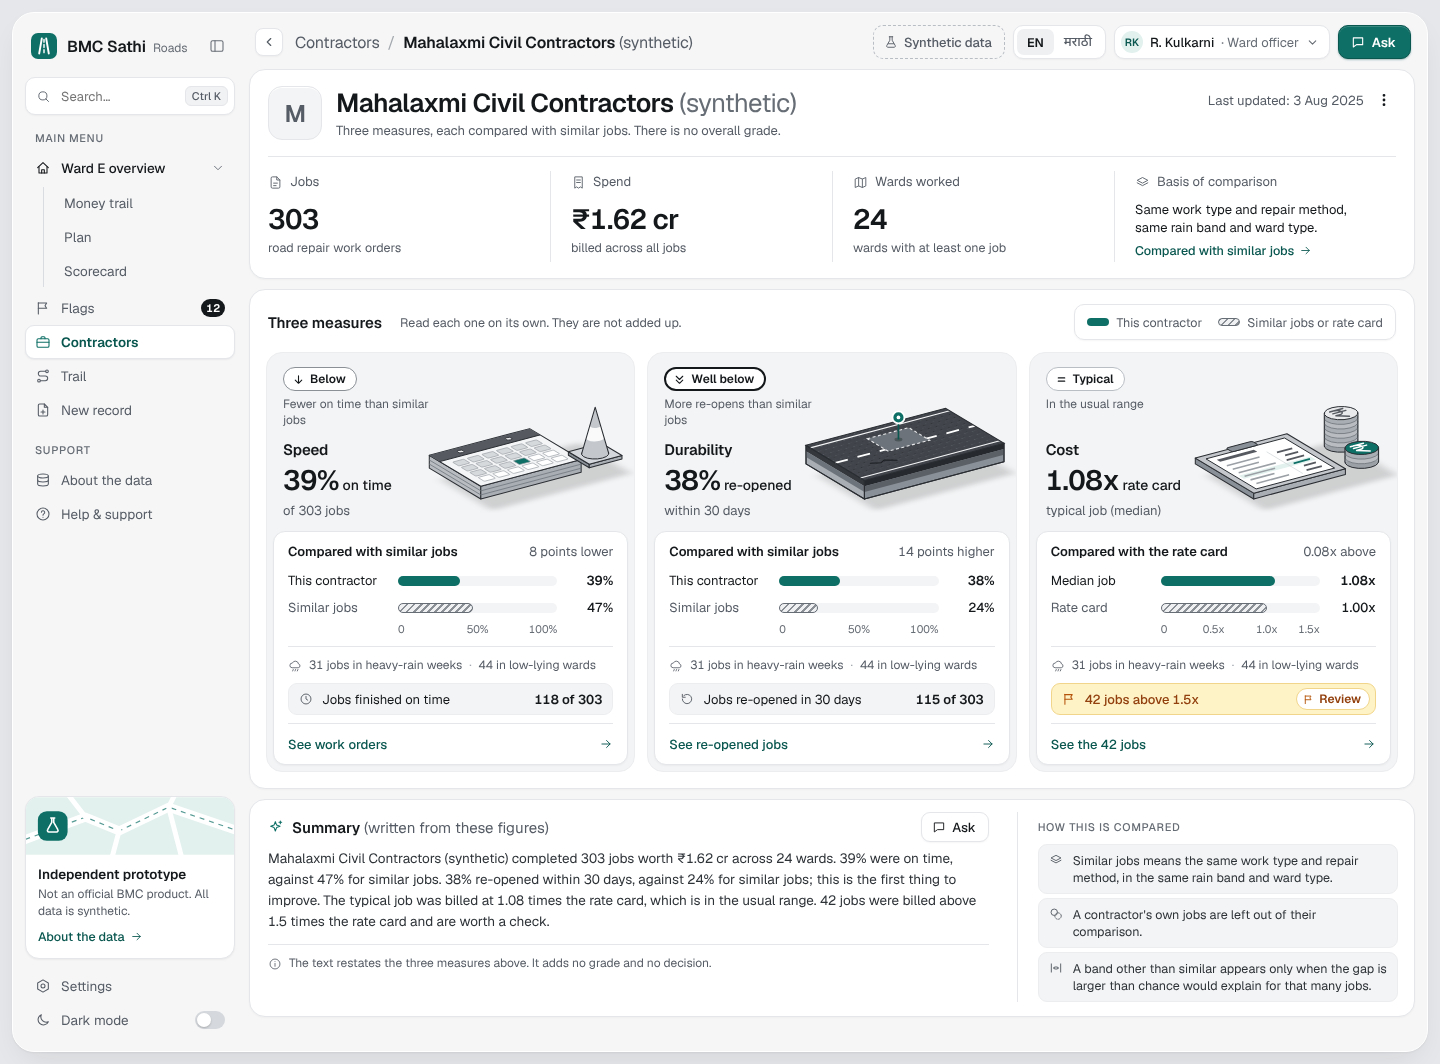 BMC Sathi Roads
Search...
Ctrl K
MAIN MENU
Ward E overview
Money trail
Plan
Scorecard
Flags
12
Contractors
Trail
New record
SUPPORT
About the data
Help & support
Independent prototype
Not an official BMC product. All
data is synthetic.
About the data →
Settings
Dark mode
Contractors / Mahalaxmi Civil Contractors (synthetic)
Synthetic data
EN
मराठी
RK
R. Kulkarni · Ward officer
Ask
M
Mahalaxmi Civil Contractors (synthetic)
Three measures, each compared with similar jobs. There is no overall grade.
Last updated: 3 Aug 2025
Jobs
303
road repair work orders
Spend
₹1.62 cr
billed across all jobs
Wards worked
24
wards with at least one job
Basis of comparison
Same work type and repair method,
same rain band and ward type.
Compared with similar jobs →
Three measures
Read each one on its own. They are not added up.
This contractor
Similar jobs or rate card
Below
Fewer on time than similar
jobs
Speed
39% on time
of 303 jobs
Compared with similar jobs
8 points lower
This contractor
39%
Similar jobs
47%
0 50% 100%
31 jobs in heavy-rain weeks · 44 in low-lying wards
Jobs finished on time
118 of 303
See work orders →
Well below
More re-opens than similar
jobs
Durability
38% re-opened
within 30 days
Compared with similar jobs
14 points higher
This contractor
38%
Similar jobs
24%
0 50% 100%
31 jobs in heavy-rain weeks · 44 in low-lying wards
Jobs re-opened in 30 days
115 of 303
See re-opened jobs →
Typical
In the usual range
Cost
1.08x rate card
typical job (median)
Compared with the rate card
0.08x above
Median job
1.08x
Rate card
1.00x
0 0.5x 1.0x 1.5x
31 jobs in heavy-rain weeks · 44 in low-lying wards
42 jobs above 1.5x
Review
See the 42 jobs →
Summary (written from these figures)
Ask
Mahalaxmi Civil Contractors (synthetic) completed 303 jobs worth ₹1.62 cr across 24 wards. 39% were on time,
against 47% for similar jobs. 38% re-opened within 30 days, against 24% for similar jobs; this is the first thing to
improve. The typical job was billed at 1.08 times the rate card, which is in the usual range. 42 jobs were billed above
1.5 times the rate card and are worth a check.
The text restates the three measures above. It adds no grade and no decision.
HOW THIS IS COMPARED
Similar jobs means the same work type and repair
method, in the same rain band and ward type.
A contractor's own jobs are left out of their
comparison.
A band other than similar appears only when the gap is
larger than chance would explain for that many jobs.